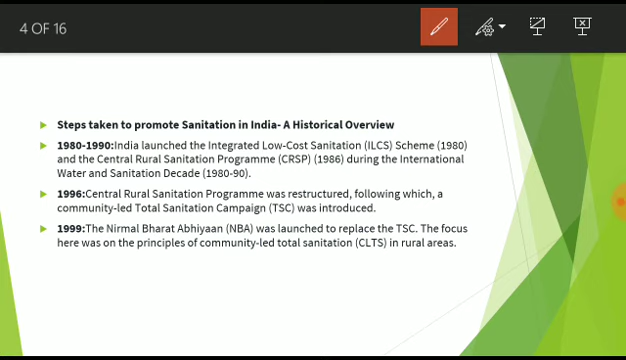 4 OF 16
Steps taken to promote Sanitation in India- A Historical Overview
1980-1990:India launched the Integrated Low-Cost Sanitation (ILCS) Scheme (1980)
and the Central Rural Sanitation Programme (CRSP) (1986) during the International
Water and Sanitation Decade (1980-90).
1996:Central Rural Sanitation Programme was restructured, following which, a
community-led Total Sanitation Campaign (TSC) was introduced.
1999:The Nirmal Bharat Abhiyaan (NBA) was launched to replace the TSC. The focus
here was on the principles of community-led total sanitation (CLTS) in rural areas.